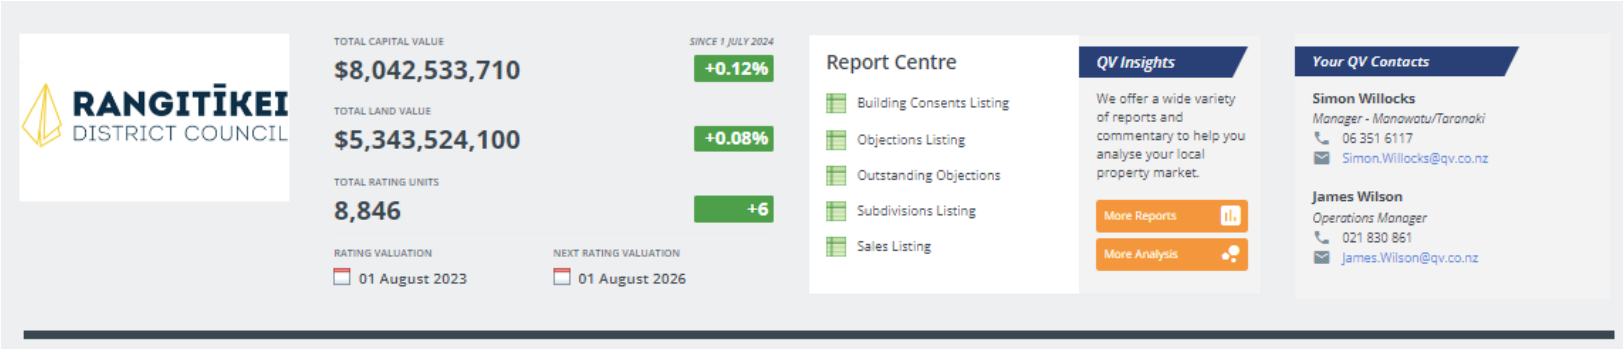 RANGITĪKEI
DISTRICT COUNCIL
TOTAL CAPITAL VALUE
SINCE 1 JULY 2024
$8,042,533,710
+0.12%
TOTAL LAND VALUE
$5,343,524,100
+0.08%
TOTAL RATING UNITS
8,846
+6
RATING VALUATION
NEXT RATING VALUATION
01 August 2023
01 August 2026
Report Centre
Building Consents Listing
Objections Listing
Outstanding Objections
Subdivisions Listing
Sales Listing
QV Insights
We offer a wide variety
of reports and
commentary to help you
analyse your local
property market.
More Reports
More Analysis
Your QV Contacts
Simon Willocks
Manager - Manawatu/Taranaki
06 351 6117
Simon.Willocks@qv.co.nz
James Wilson
Operations Manager
021 830 861
James.Wilson@qv.co.nz